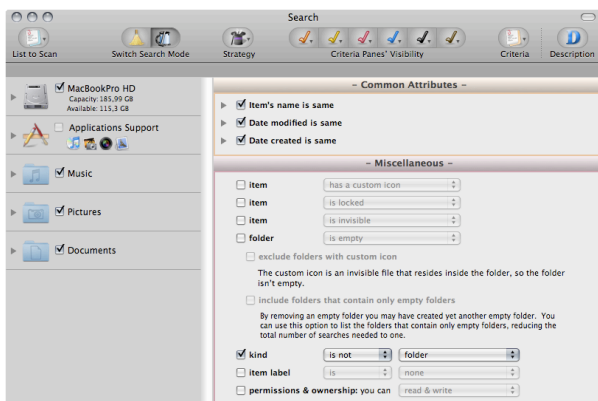 Search
List to Scan
Switch Search Mode
Strategy
Criteria Panes' Visibility
Criteria
Description
MacBookPro HD
Capacity: 185,99 GB
Available: 115,3 GB
Applications Support
Music
Pictures
Documents
– Common Attributes –
Item's name is same
Date modified is same
Date created is same
– Miscellaneous –
item has a custom icon
item is locked
item is invisible
folder is empty
exclude folders with custom icon
The custom icon is an invisible file that resides inside the folder, so the folder
isn't empty.
include folders that contain only empty folders
By removing an empty folder you may have created yet another empty folder. You
can use this option to list the folders that contain only empty folders, reducing the
total number of searches needed to one.
kind is not folder
item label is none
permissions & ownership: you can read & write